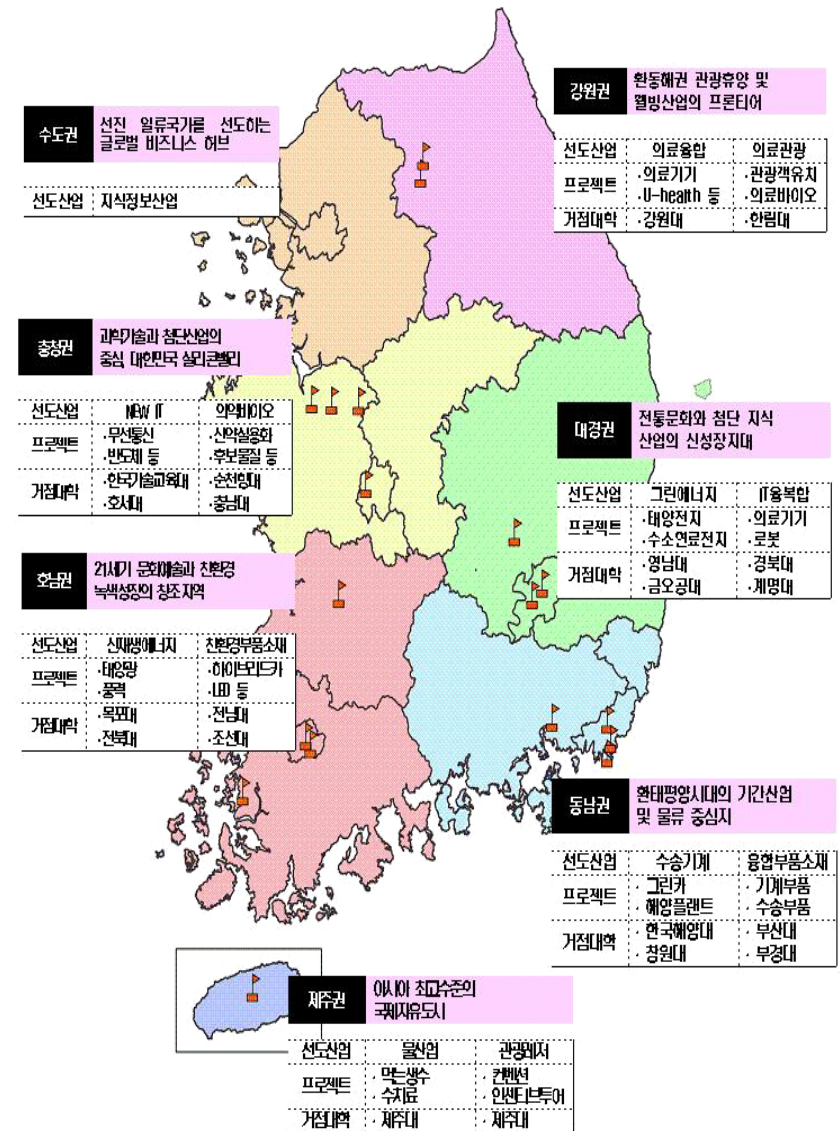 강원권 환동해권 관광휴양 및
웰빙산업의 프론티어
선도산업 의료융합 의료관광
프로젝트 ·의료기기 ·관광객유치
·U-health 등 ·의료바이오
거점대학 ·강원대 ·한림대
수도권 선진 일류국가를 선도하는
글로벌 비즈니스 허브
선도산업 지식정보산업
충청권 과학기술과 첨단산업의
중심, 대한민국 실리콘밸리
선도산업 NEW IT 의약바이오
프로젝트 ·무선통신 ·신약실용화
·반도체 등 ·후보물질 등
거점대학 ·한국기술교육대 ·순천향대
·호서대 ·충남대
대경권 전통문화와 첨단 지식
산업의 신성장지대
선도산업 그린에너지 IT융복합
프로젝트 ·태양전지 ·의료기기
·수소연료전지 ·로봇
거점대학 ·영남대 ·경북대
·금오공대 ·계명대
호남권 21세기 문화예술과 친환경
녹색성장의 창조지역
선도산업 신재생에너지 친환경부품소재
프로젝트 ·태양광 ·하이브리드카
·풍력 ·LED 등
거점대학 ·목포대 ·전남대
·전북대 ·조선대
동남권 환태평양시대의 기간산업
및 물류 중심지
선도산업 수송기계 융합부품소재
프로젝트 · 그린카 · 기계부품
· 해양플랜트 · 수송부품
거점대학 · 한국해양대 · 부산대
· 창원대 · 부경대
제주권 아시아 최고수준의
국제자유도시
선도산업 물산업 관광레저
프로젝트 · 먹는샘수 · 컨벤션
· 수치료 · 인센티브투어
거점대학 · 제주대 · 제주대